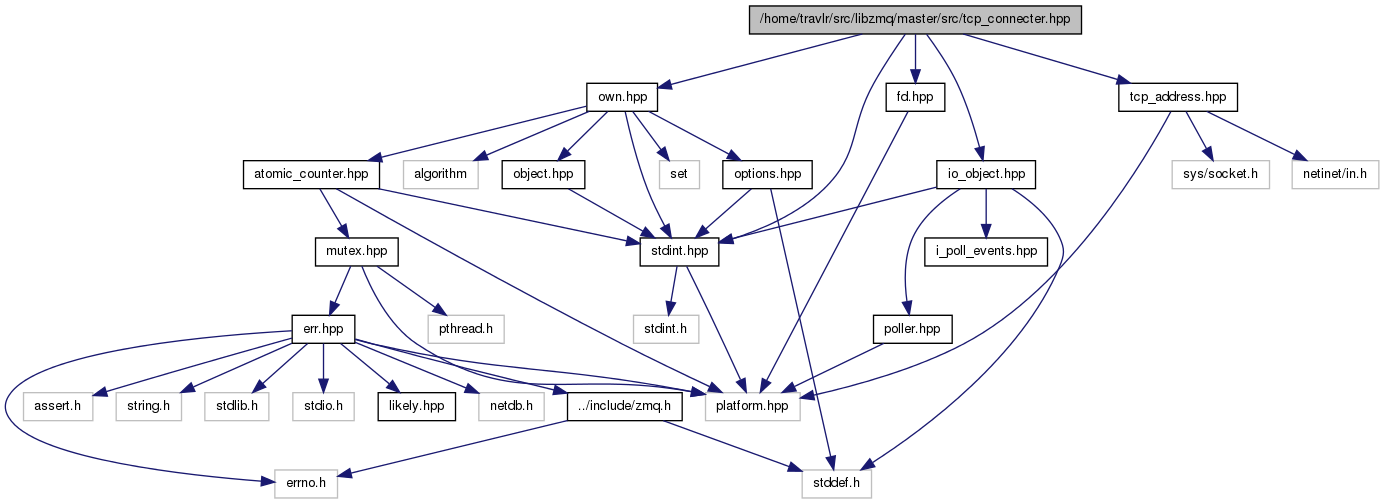 /home/travlr/src/libzmq/master/src/tcp_connecter.hpp
own.hpp
fd.hpp
tcp_address.hpp
atomic_counter.hpp
algorithm
object.hpp
set
options.hpp
io_object.hpp
sys/socket.h
netinet/in.h
mutex.hpp
stdint.hpp
i_poll_events.hpp
err.hpp
pthread.h
stdint.h
poller.hpp
assert.h
string.h
stdlib.h
stdio.h
likely.hpp
netdb.h
../include/zmq.h
platform.hpp
errno.h
stddef.h